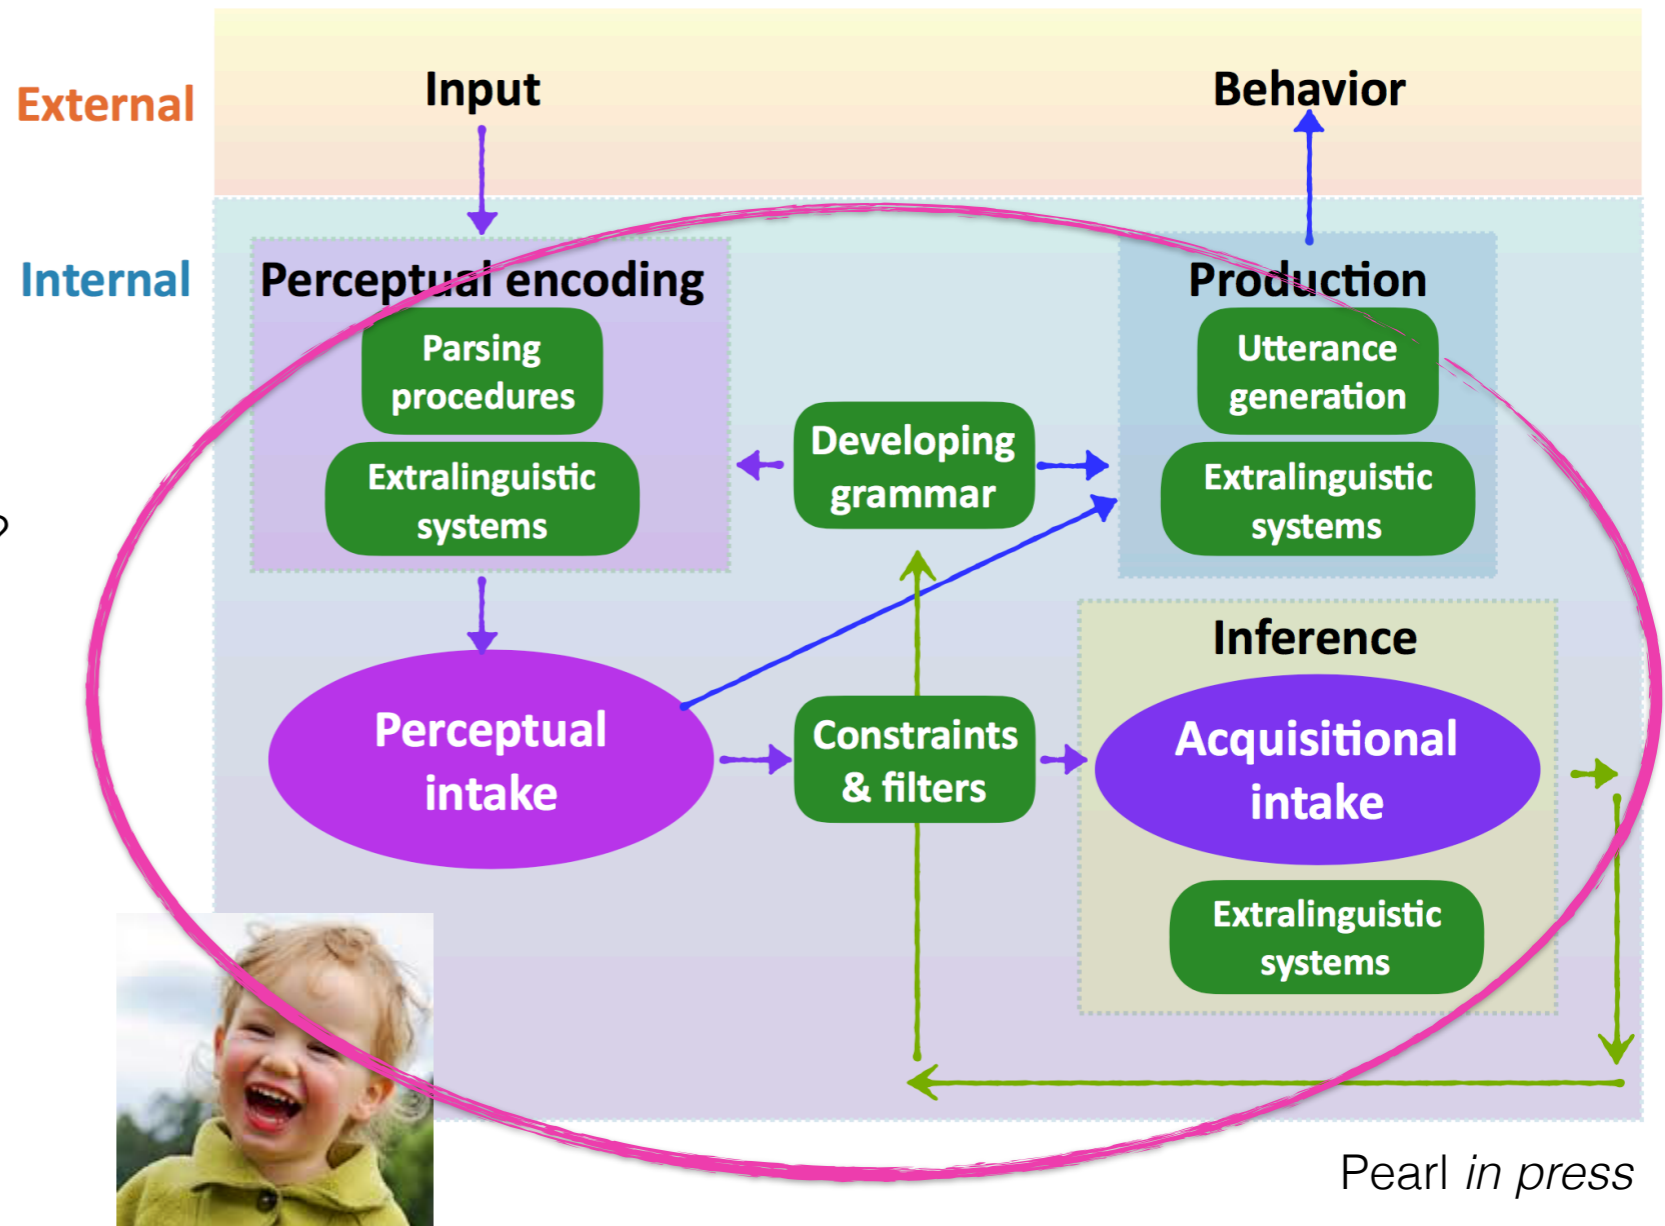 External
Input
Behavior
Internal
Perceptual encoding
Parsing
procedures
Extralinguistic
systems
Developing
grammar
Production
Utterance
generation
Extralinguistic
systems
Perceptual
intake
Constraints
& filters
Inference
Acquisitional
intake
Extralinguistic
systems
Pearl in press